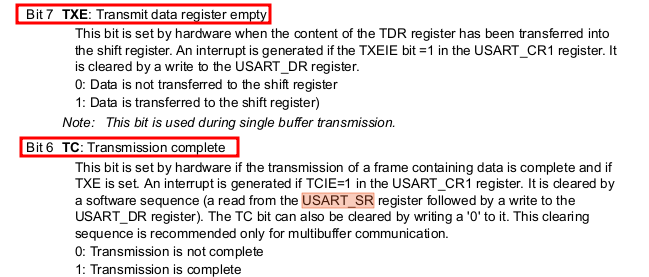 Bit 7 TXE: Transmit data register empty
This bit is set by hardware when the content of the TDR register has been transferred into
the shift register. An interrupt is generated if the TXEIE bit =1 in the USART_CR1 register. It
is cleared by a write to the USART_DR register.
0: Data is not transferred to the shift register
1: Data is transferred to the shift register)
Note: This bit is used during single buffer transmission.
Bit 6 TC: Transmission complete
This bit is set by hardware if the transmission of a frame containing data is complete and if
TXE is set. An interrupt is generated if TCIE=1 in the USART_CR1 register. It is cleared by
a software sequence (a read from the USART_SR register followed by a write to the
USART_DR register). The TC bit can also be cleared by writing a '0' to it. This clearing
sequence is recommended only for multibuffer communication.
0: Transmission is not complete
1: Transmission is complete